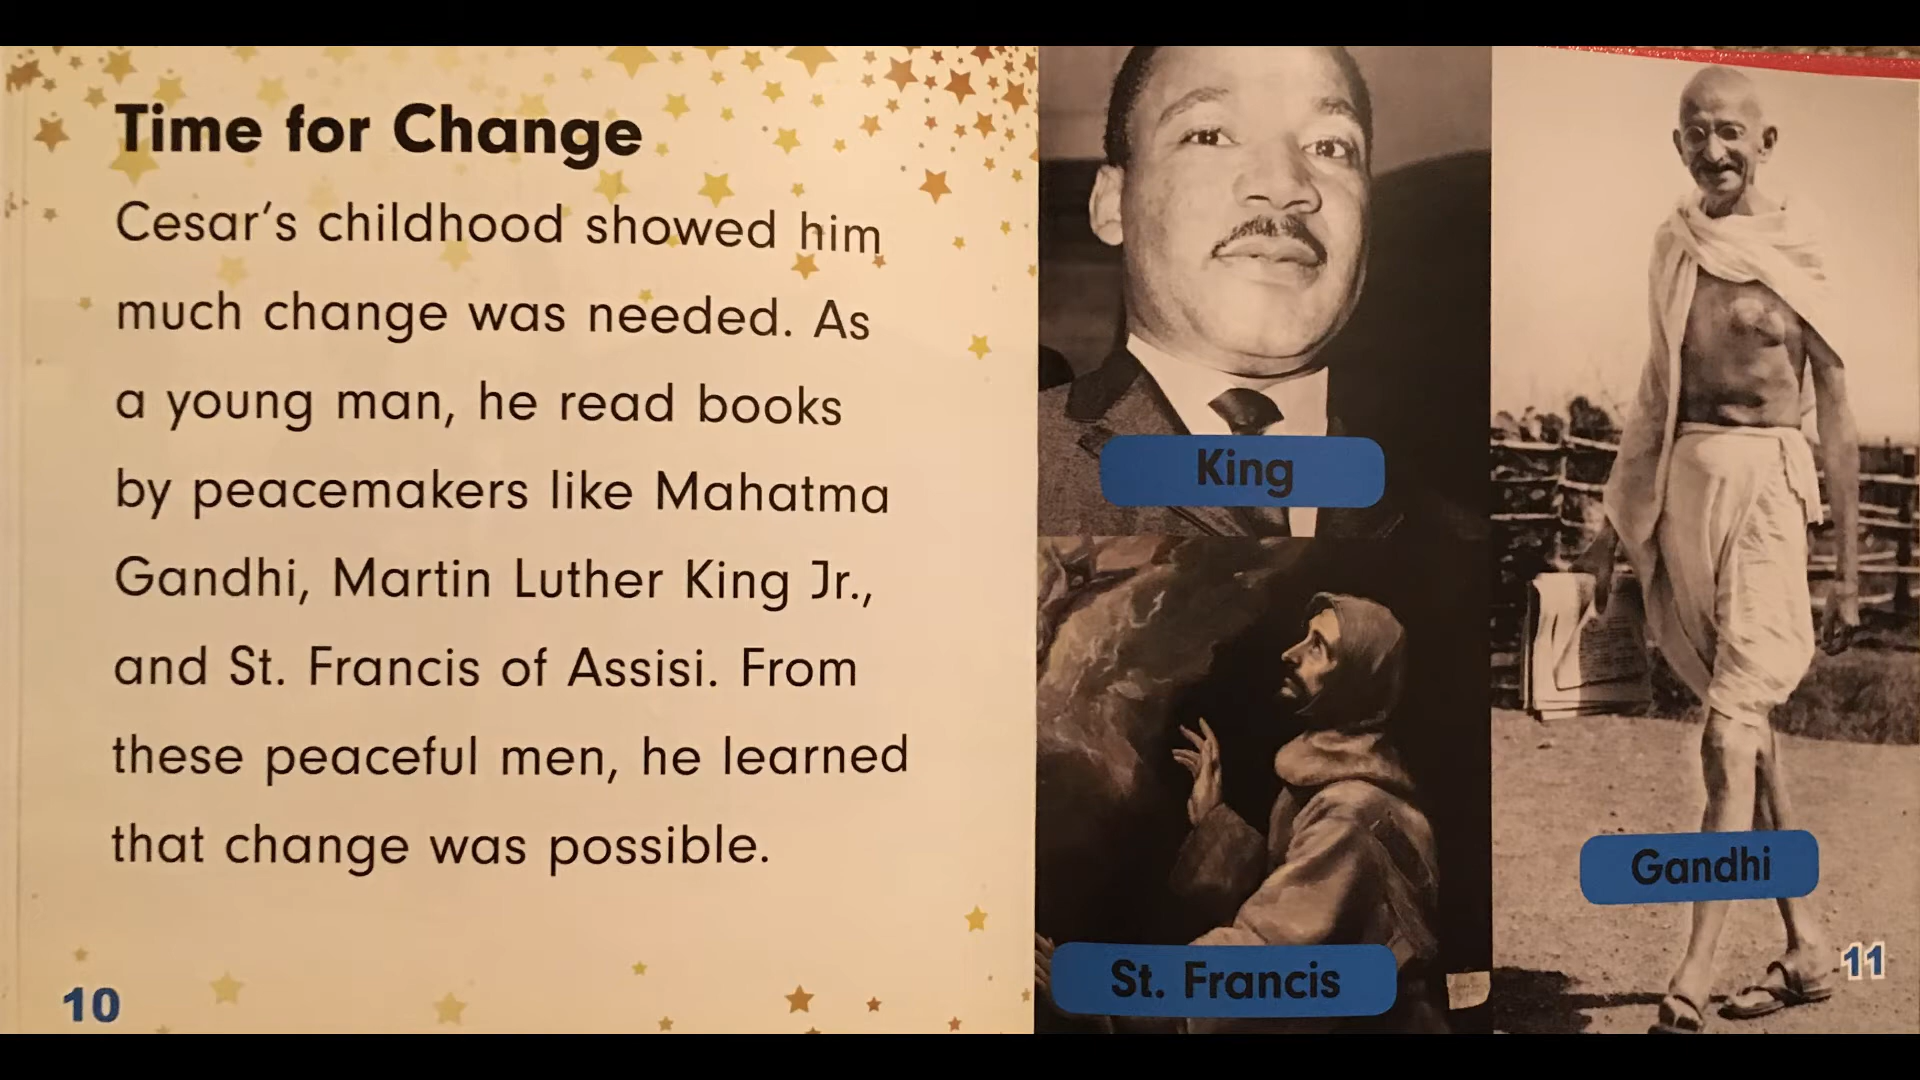 Time for Change
Cesar's childhood showed him
much change was needed. As
a young man, he read books
by peacemakers like Mahatma
Gandhi, Martin Luther King Jr.,
and St. Francis of Assisi. From
these peaceful men, he learned
that change was possible.
10
King
St. Francis
Gandhi
11